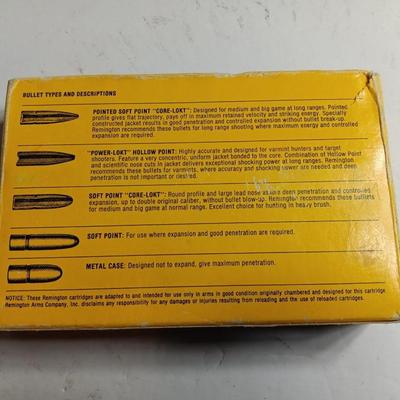 BULLET TYPES AND DESCRIPTIONS
POINTED SOFT POINT "CORE-LOKT": Designed for medium and big game at long ranges. Pointed
profile gives flat trajectory, pays off in maximum retained velocity and striking energy. Specially
constructed jacket results in good penetration and controlled expansion without bullet break-up.
Remington recommends these bullets for long range shooting where maximum energy and controlled
expansion are required.
"POWER-LOKT" HOLLOW POINT: Highly accurate and designed for varmint hunters and target
shooters. Feature a very concentric, uniform jacket bonded to the core. Combination of Hollow Point
and scientific nose cuts in jacket delivers exceptional shocking power at long ranges. Remington
recommends these bullets for varmints, where accuracy and shocking power are needed and deep
penetration is not important or desired.
SOFT POINT "CORE-LOKT": Round profile and large lead nose assure deep penetration and controlled
expansion, up to double original caliber, without bullet blow-up. Remington recommends these bullets
for medium and big game at normal range. Excellent choice for hunting in heavy brush.
SOFT POINT: For use where expansion and good penetration are required.
METAL CASE: Designed not to expand, give maximum penetration.
NOTICE: These Remington cartridges are adapted to and intended for use only in arms in good condition originally chambered and designed for this cartridge
Remington Arms Company, Inc. disclaims any responsibility for any damages or injuries resulting from reloading and the use of reloaded cartridges.